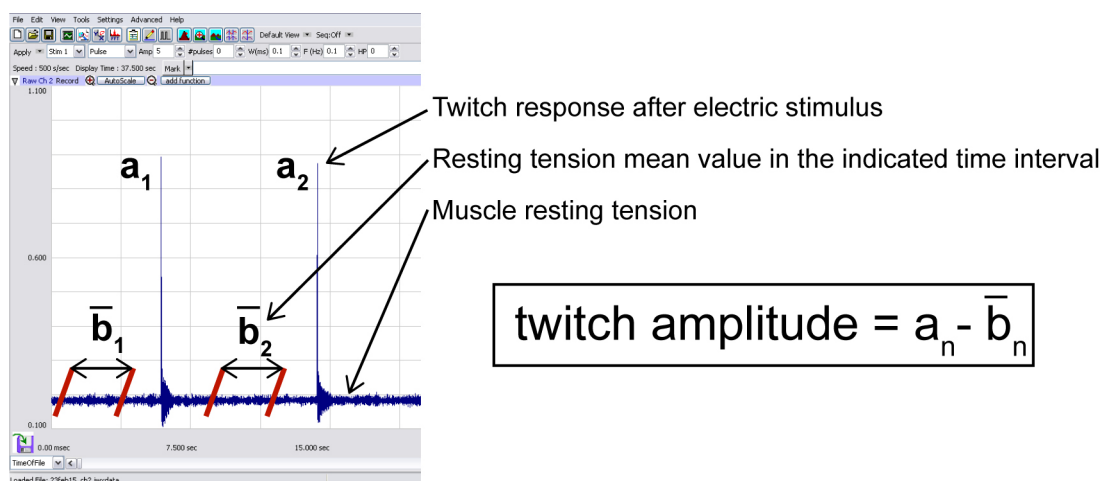 File Edit View Tools Settings Advanced Help
Default View Seq:Off
Apply Stim 1 Pulse Amp 5 #pulses 0 W(ms) 0.1 F (Hz) 0.1 HP 0
Speed : 500 s/sec Display Time : 37.500 sec Mark
Raw Ch 2 Record AutoScale add function
1.100
Twitch response after electric stimulus
a1 a2
Resting tension mean value in the indicated time interval
Muscle resting tension
0.600
b̅1 b̅2
twitch amplitude = an- b̅n
0.100
0.00 msec 7.500 sec 15.000 sec
TimeOfFile
Loaded File: 23feb15_ch2.iwxdata